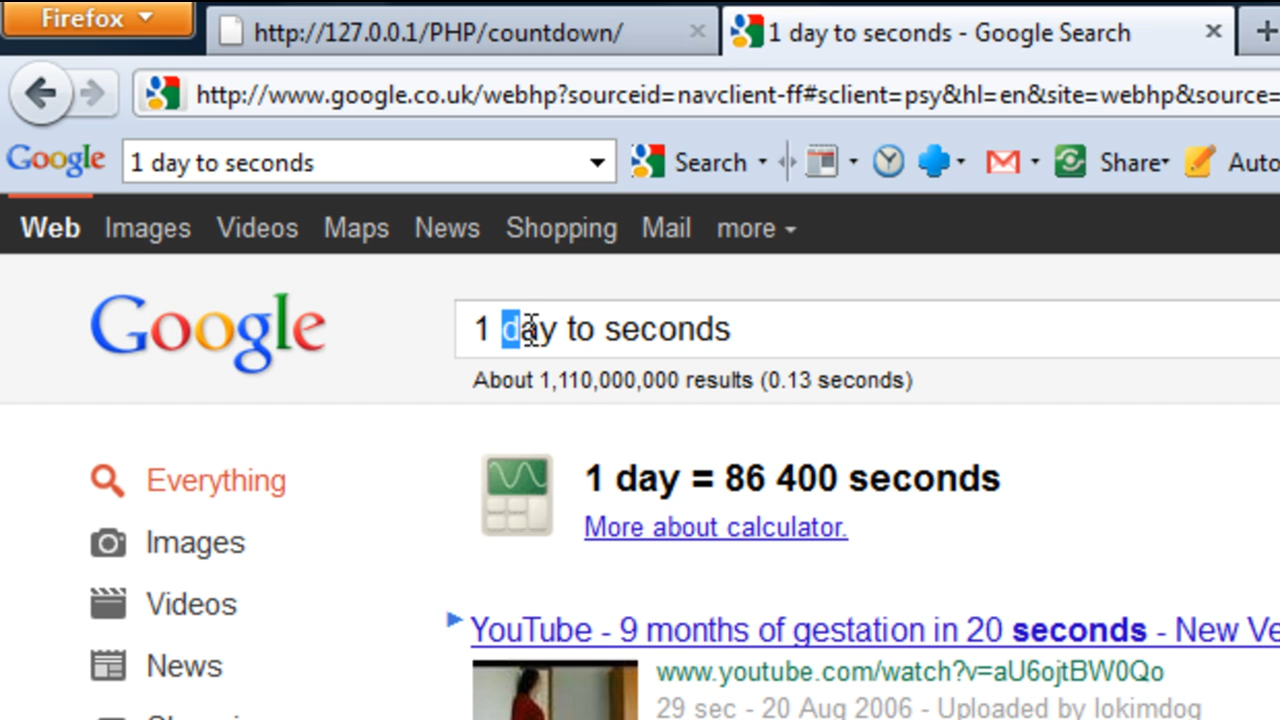 Firefox
http://127.0.0.1/PHP/countdown/
1 day to seconds - Google Search
http://www.google.co.uk/webhp?sourceid=navclient-ff#sclient=psy&hl=en&site=webhp&source=
Google 1 day to seconds Search Share Auto
Web Images Videos Maps News Shopping Mail more
Google
1 day to seconds
About 1,110,000,000 results (0.13 seconds)
Everything
Images
Videos
News
1 day = 86 400 seconds
More about calculator.
YouTube - 9 months of gestation in 20 seconds - New Ve
www.youtube.com/watch?v=aU6ojtBW0Qo
29 sec - 20 Aug 2006 - Uploaded by lokimdog